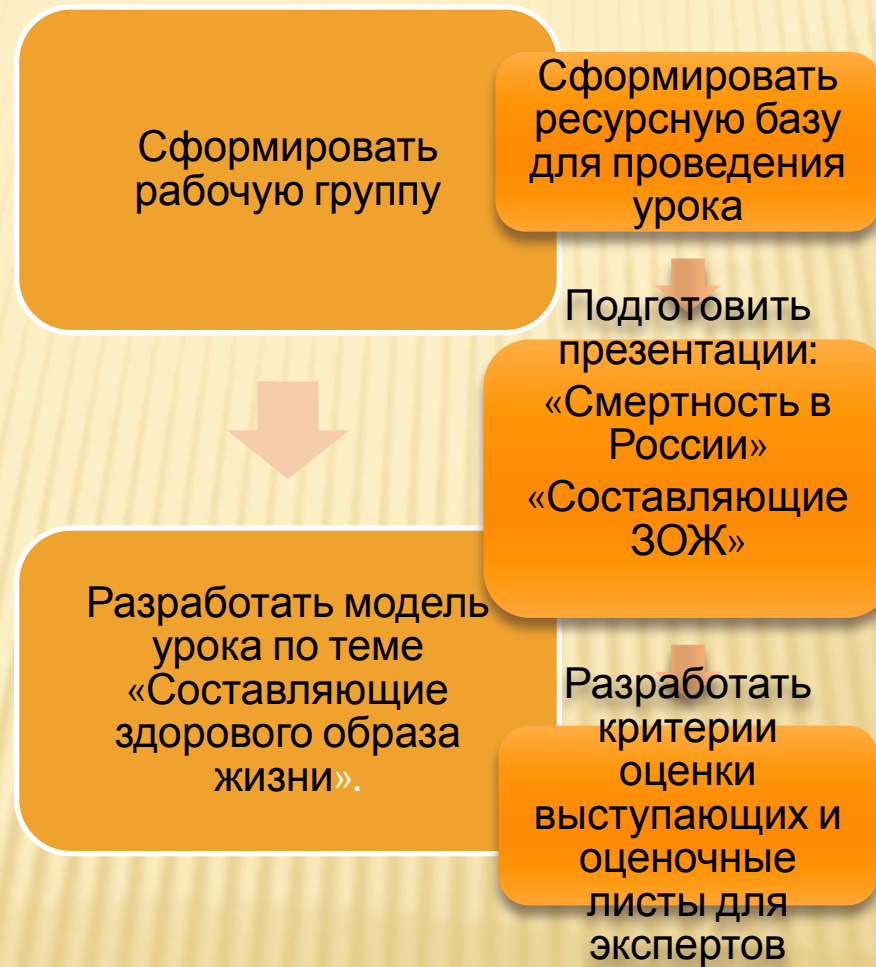 Сформировать
рабочую группу
Разработать модель
урока по теме
«Составляющие
здорового образа
жизни».
Сформировать
ресурсную базу
для проведения
урока
Подготовить
презентации:
«Смертность в
России»
«Составляющие
ЗОЖ»
Разработать
критерии
оценки
выступающих и
оценочные
листы для
экспертов